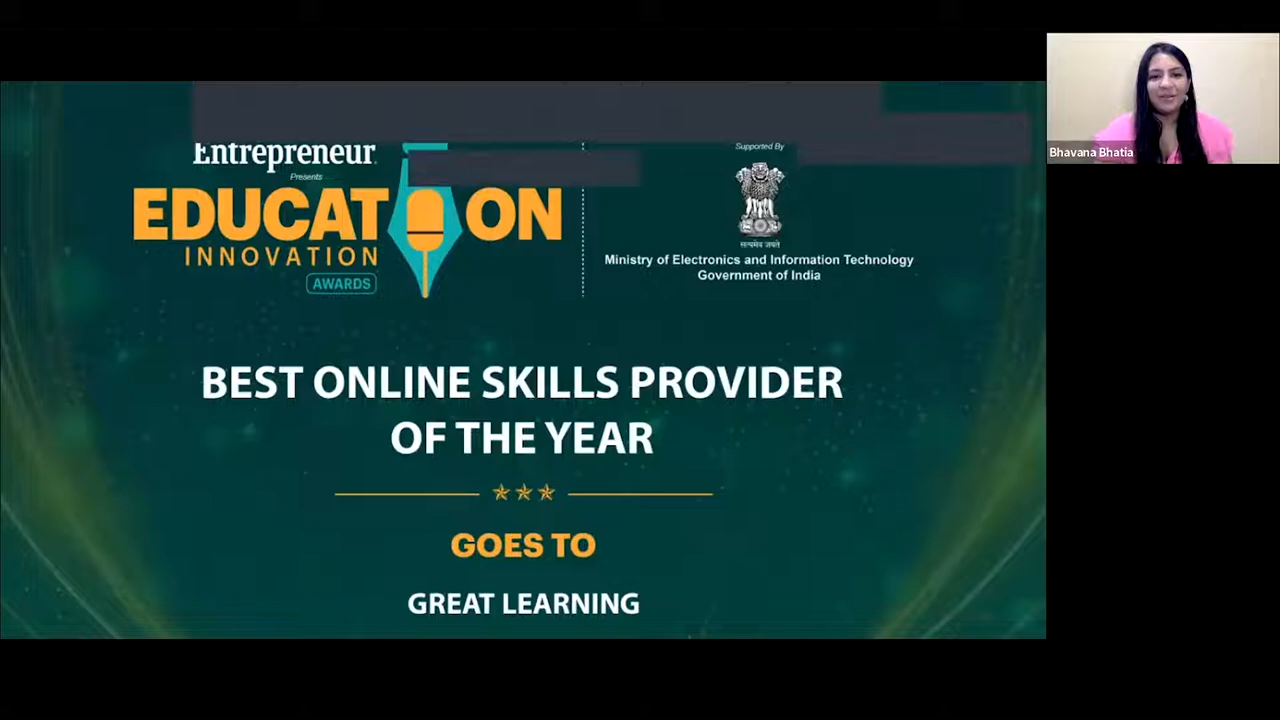 Entrepreneur
Presents
EDUCATION
INNOVATION
AWARDS
Supported By
सत्यमेव जयते
Ministry of Electronics and Information Technology
Government of India
BEST ONLINE SKILLS PROVIDER
OF THE YEAR
GOES TO
GREAT LEARNING
Bhavana Bhatia